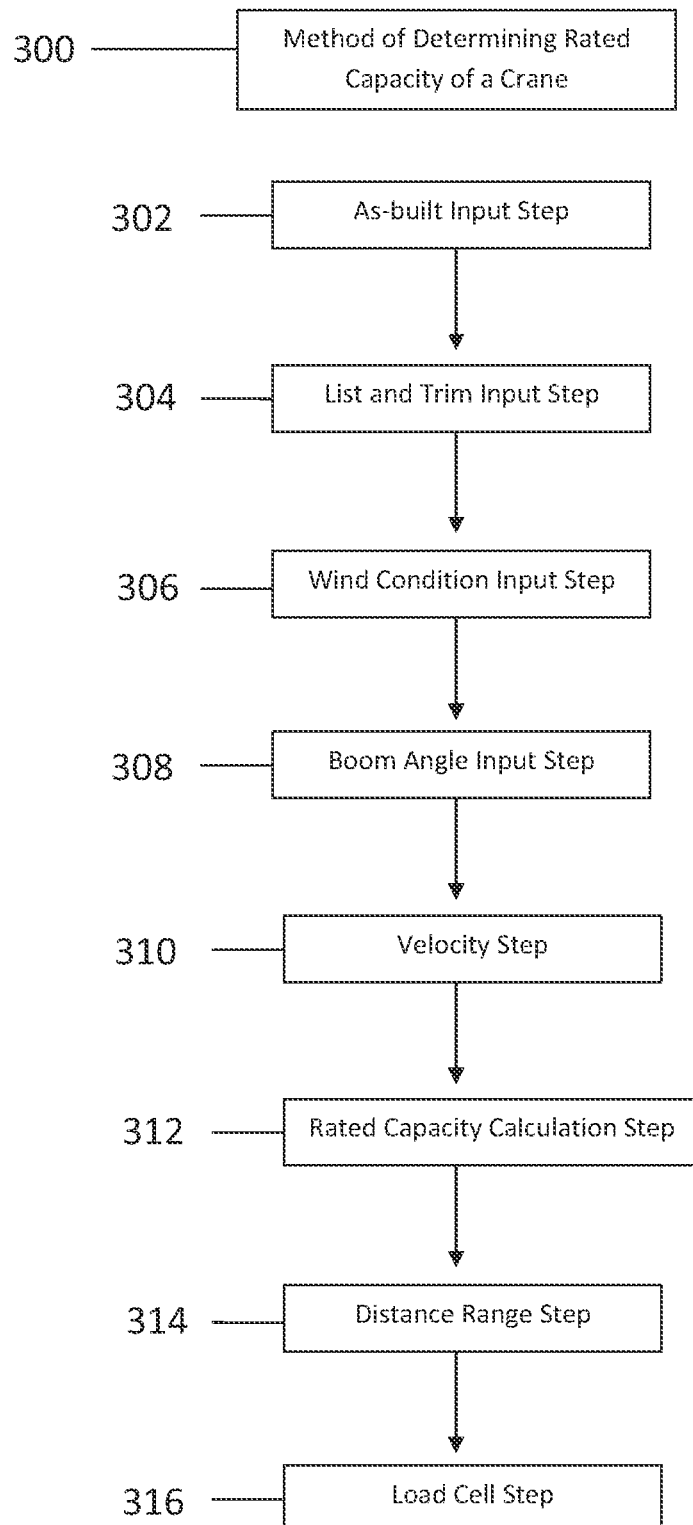 300
Method of Determining Rated
Capacity of a Crane
302
As-built Input Step
304
List and Trim Input Step
306
Wind Condition Input Step
308
Boom Angle Input Step
310
Velocity Step
312
Rated Capacity Calculation Step
314
Distance Range Step
316
Load Cell Step